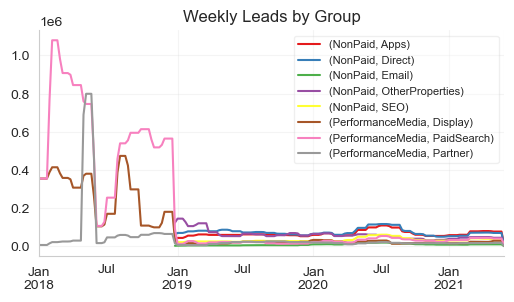 Weekly Leads by Group
1e6
1.0
0.8
0.6
0.4
0.2
0.0
(NonPaid, Apps)
(NonPaid, Direct)
(NonPaid, Email)
(NonPaid, OtherProperties)
(NonPaid, SEO)
(PerformanceMedia, Display)
(PerformanceMedia, PaidSearch)
(PerformanceMedia, Partner)
Jan Jul Jan Jul Jan Jul Jan
2018 2019 2020 2021